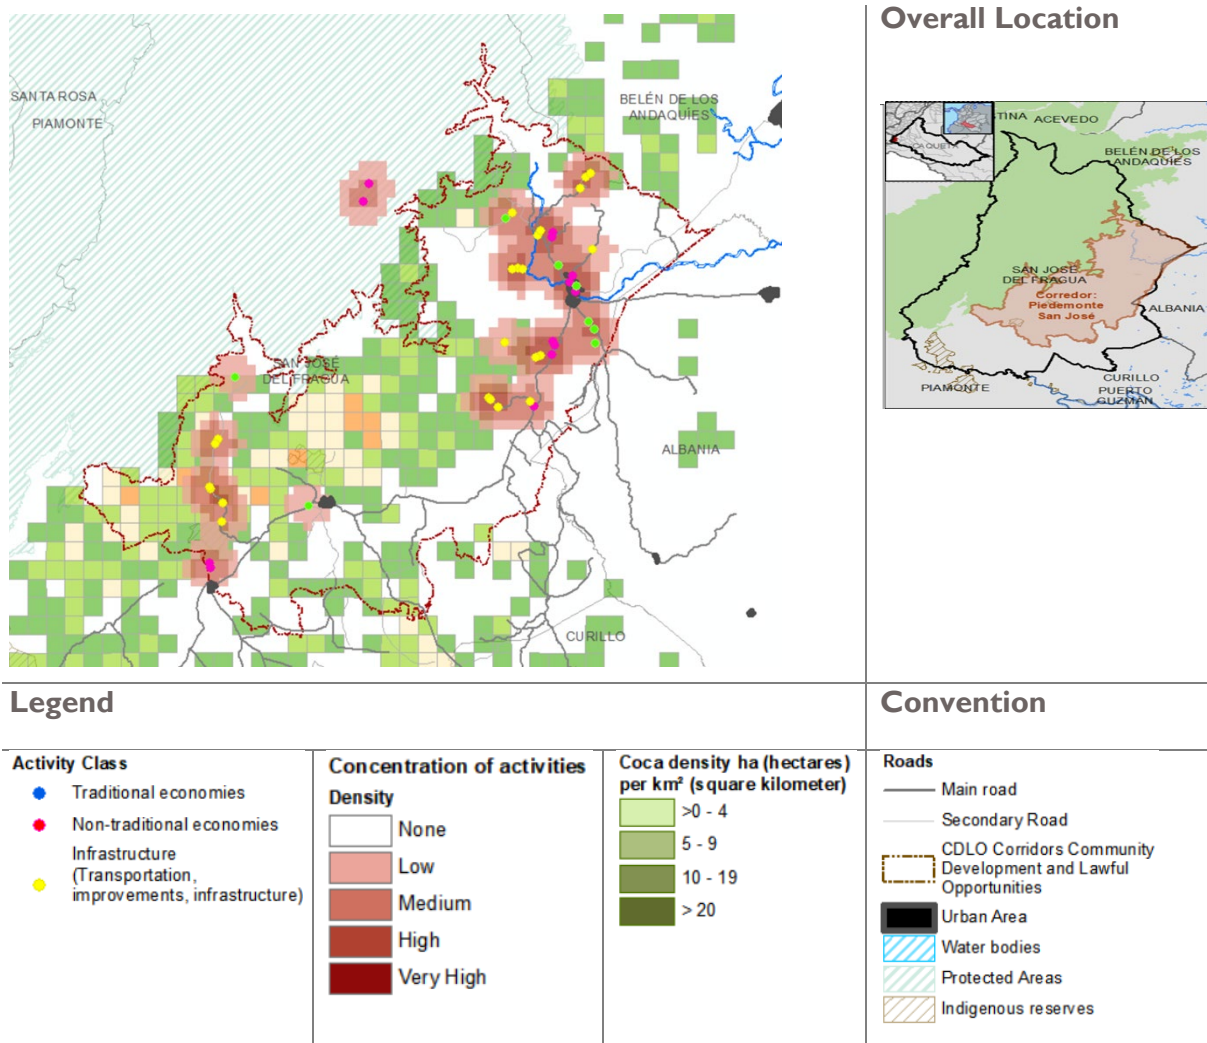 Overall Location
SANTA ROSA
PIAMONTE
BELÉN DE LOS
ANDAQUÍES
SAN JOSÉ
DEL FRAGUA
ALBANIA
CURILLO
TINA
ACEVEDO
CAQUETA
BELÉN DE LOS
ANDAQUÍES
SAN JOSÉ
DEL FRAGUA
Corredor:
Piedemonte
San José
ALBANIA
PIAMONTE
CURILLO
PUERTO
GUZMÁN
Legend
Convention
Activity Class
Traditional economies
Non-traditional economies
Infrastructure
(Transportation,
improvements, infrastructure)
Concentration of activities
Density
None
Low
Medium
High
Very High
Coca density ha (hectares)
per km² (square kilometer)
>0 - 4
5 - 9
10 - 19
> 20
Roads
Main road
Secondary Road
CDLO Corridors Community
Development and Lawful
Opportunities
Urban Area
Water bodies
Protected Areas
Indigenous reserves